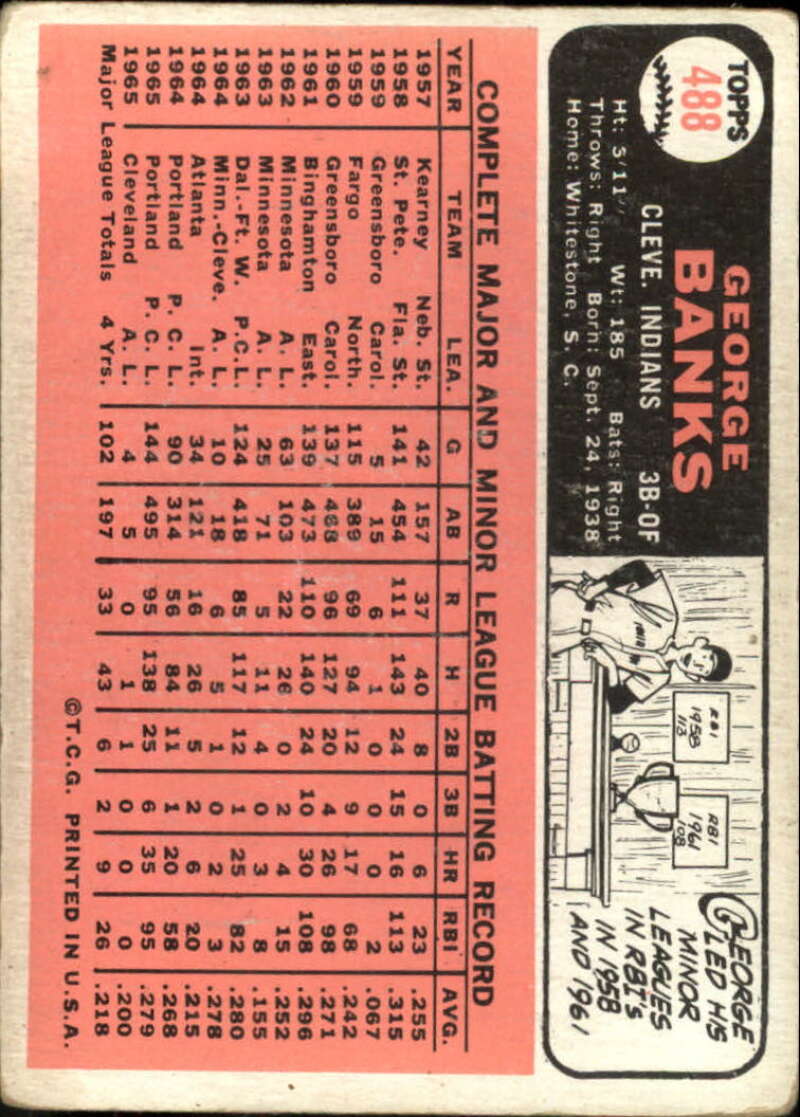 TOPPS
488
GEORGE
BANKS
CLEVE. INDIANS 3B-OF
Ht: 5'11" Wt: 185 Bats: Right
Throws: Right Born: Sept. 24, 1938
Home: Whitestone, S. C.
RBI
1958
113
RBI
1961
108
GEORGE
LED HIS
MINOR
LEAGUES
IN RBI'S
IN 1958
AND 1961
COMPLETE MAJOR AND MINOR LEAGUE BATTING RECORD
YEAR TEAM LEA. G AB R H 2B 3B HR RBI AVG.
1957 Kearney Neb. St. 42 157 37 40 8 0 6 23 .255
1958 St. Pete. Fla. St. 141 454 111 143 24 15 16 113 .315
1959 Greensboro Carol. 5 15 6 1 0 0 0 2 .067
1959 Fargo North. 115 389 69 94 12 9 17 68 .242
1960 Greensboro Carol. 137 468 96 127 20 4 26 98 .271
1961 Binghamton East. 139 473 110 140 24 10 30 108 .296
1962 Minnesota A. L. 63 103 22 26 0 2 4 15 .252
1963 Minnesota A. L. 25 71 5 11 4 0 3 8 .155
1963 Dal.-Ft. W. P.C.L. 124 418 85 117 12 1 25 82 .280
1964 Minn.-Cleve. A. L. 10 18 6 5 1 0 2 3 .278
1964 Atlanta Int. 34 121 16 26 5 2 6 20 .215
1964 Portland P. C. L. 90 314 56 84 11 1 20 58 .268
1965 Portland P. C. L. 144 495 95 138 25 6 35 95 .279
1965 Cleveland A. L. 4 5 0 1 1 0 0 0 .200
Major League Totals 4 Yrs. 102 197 33 43 6 2 9 26 .218
©T.C.G. PRINTED IN U.S.A.